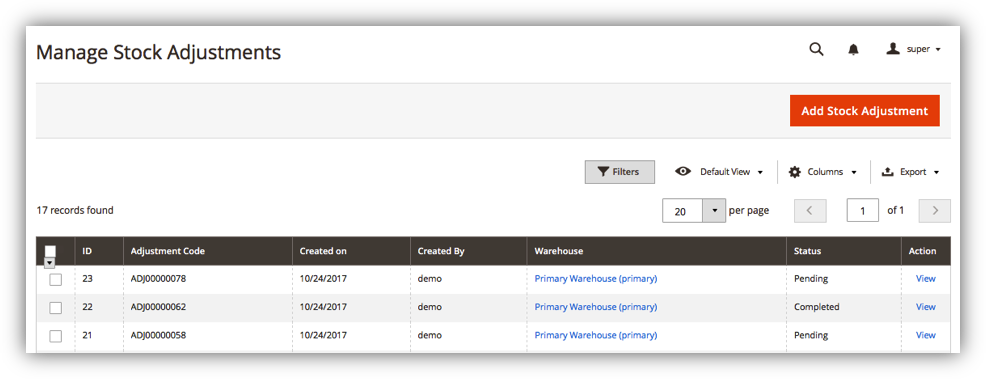 Manage Stock Adjustments
super
Add Stock Adjustment
Filters Default View Columns Export
17 records found 20 per page 1 of 1
ID Adjustment Code Created on Created By Warehouse Status Action
23 ADJ00000078 10/24/2017 demo Primary Warehouse (primary) Pending View
22 ADJ00000062 10/24/2017 demo Primary Warehouse (primary) Completed View
21 ADJ00000058 10/24/2017 demo Primary Warehouse (primary) Pending View